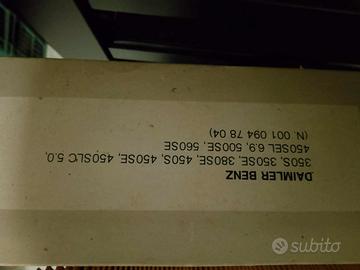 DAIMLER BENZ
350S, 350SE, 380SE, 450S, 450SE, 450SLC 5.0,
450SEL 6.9, 500SE, 560SE
(N. 001 094 78 04)
subito